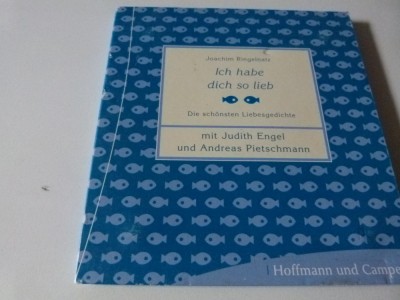 Joachim Ringelnatz
Ich habe
dich so lieb
Die schönsten Liebesgedichte
mit Judith Engel
und Andreas Pietschmann
Hoffmann und Campe